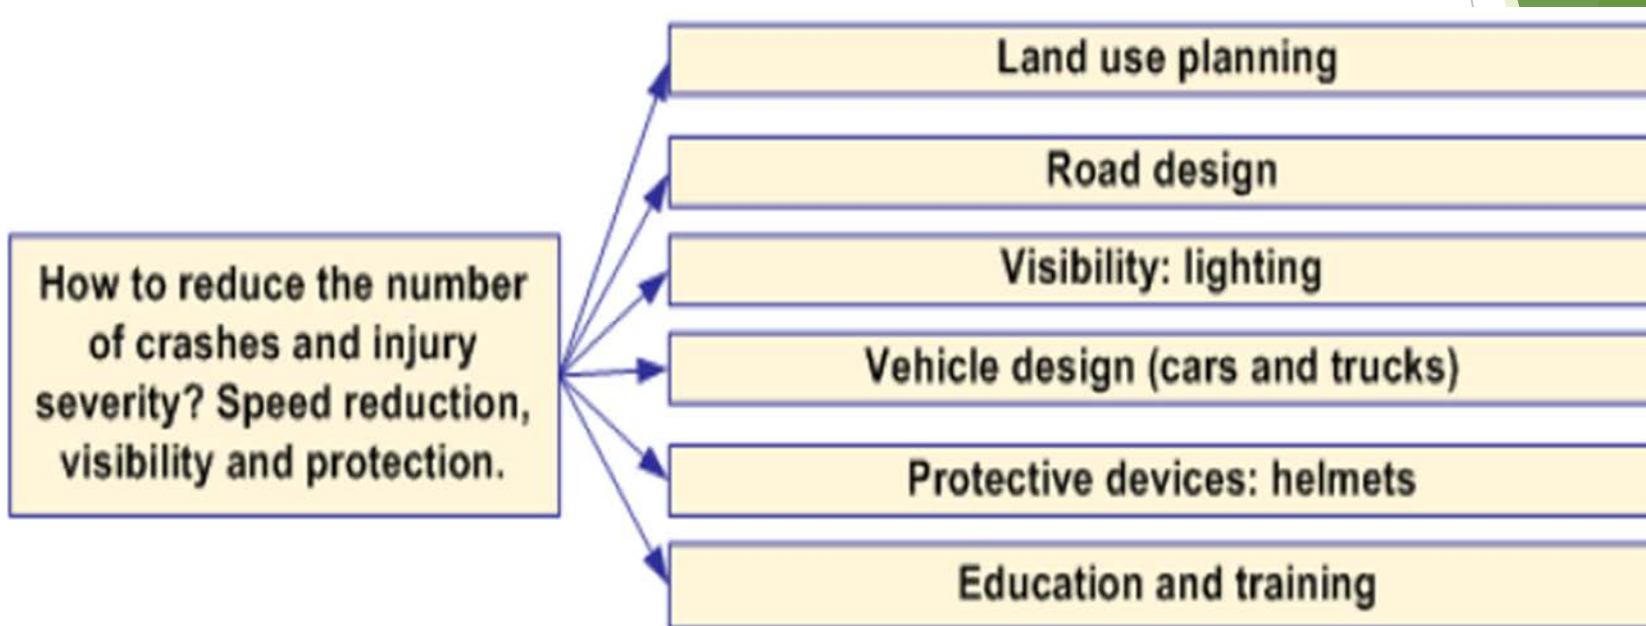 How to reduce the number
of crashes and injury
severity? Speed reduction,
visibility and protection.
Land use planning
Road design
Visibility: lighting
Vehicle design (cars and trucks)
Protective devices: helmets
Education and training